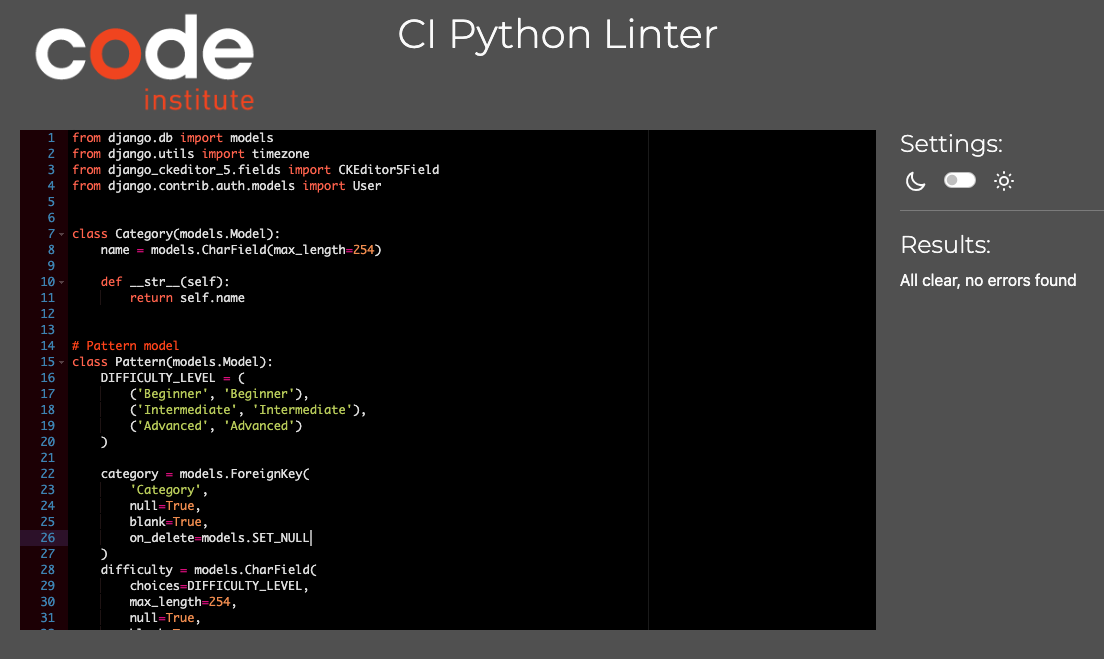 code
institute
CI Python Linter
1 from django.db import models
2 from django.utils import timezone
3 from django_ckeditor_5.fields import CKEditor5Field
4 from django.contrib.auth.models import User
5
6
7 class Category(models.Model):
8     name = models.CharField(max_length=254)
9
10     def __str__(self):
11         return self.name
12
13
14 # Pattern model
15 class Pattern(models.Model):
16     DIFFICULTY_LEVEL = (
17         ('Beginner', 'Beginner'),
18         ('Intermediate', 'Intermediate'),
19         ('Advanced', 'Advanced')
20     )
21
22     category = models.ForeignKey(
23         'Category',
24         null=True,
25         blank=True,
26         on_delete=models.SET_NULL
27     )
28     difficulty = models.CharField(
29         choices=DIFFICULTY_LEVEL,
30         max_length=254,
31         null=True,
Settings:
Results:
All clear, no errors found